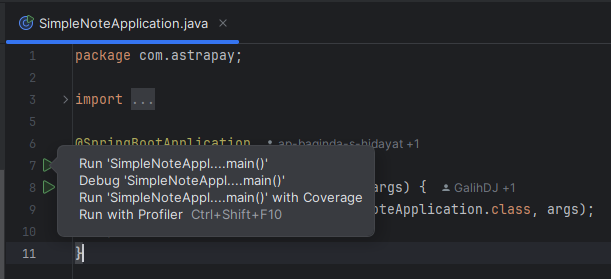 SimpleNoteApplication.java
1 package com.astrapay;
2
3 import ...
5
6 @SpringBootApplication ap-baginda-s-hidayat +1
7
Run 'SimpleNoteAppl....main()'
Debug 'SimpleNoteAppl....main()'
Run 'SimpleNoteAppl....main()' with Coverage
Run with Profiler Ctrl+Shift+F10
8 args) { GalihDJ +1
9 oteApplication.class, args);
10
11 }